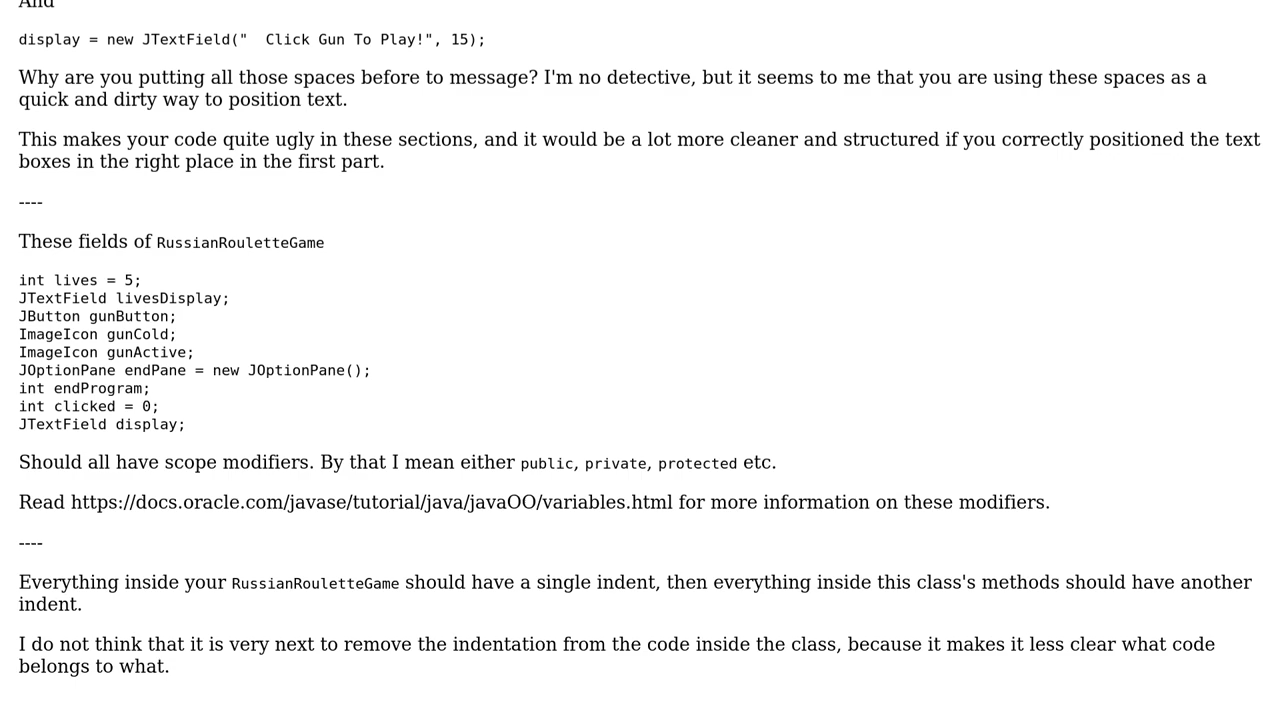 And
display = new JTextField("  Click Gun To Play!", 15);
Why are you putting all those spaces before to message? I'm no detective, but it seems to me that you are using these spaces as a
quick and dirty way to position text.
This makes your code quite ugly in these sections, and it would be a lot more cleaner and structured if you correctly positioned the text
boxes in the right place in the first part.
----
These fields of RussianRouletteGame
int lives = 5;
JTextField livesDisplay;
JButton gunButton;
ImageIcon gunCold;
ImageIcon gunActive;
JOptionPane endPane = new JOptionPane();
int endProgram;
int clicked = 0;
JTextField display;
Should all have scope modifiers. By that I mean either public, private, protected etc.
Read https://docs.oracle.com/javase/tutorial/java/javaOO/variables.html for more information on these modifiers.
----
Everything inside your RussianRouletteGame should have a single indent, then everything inside this class's methods should have another
indent.
I do not think that it is very next to remove the indentation from the code inside the class, because it makes it less clear what code
belongs to what.